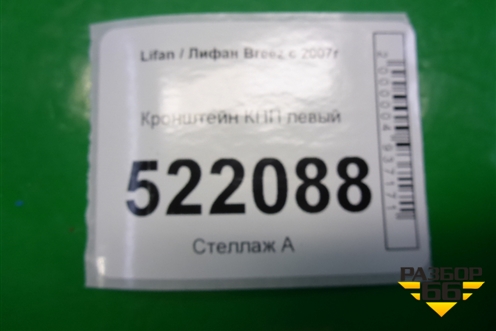 Lifan / Лифан Breez с 2007г
Кронштейн КПП левый
522088
Стеллаж А
2000004937171
РАЗБОР
66